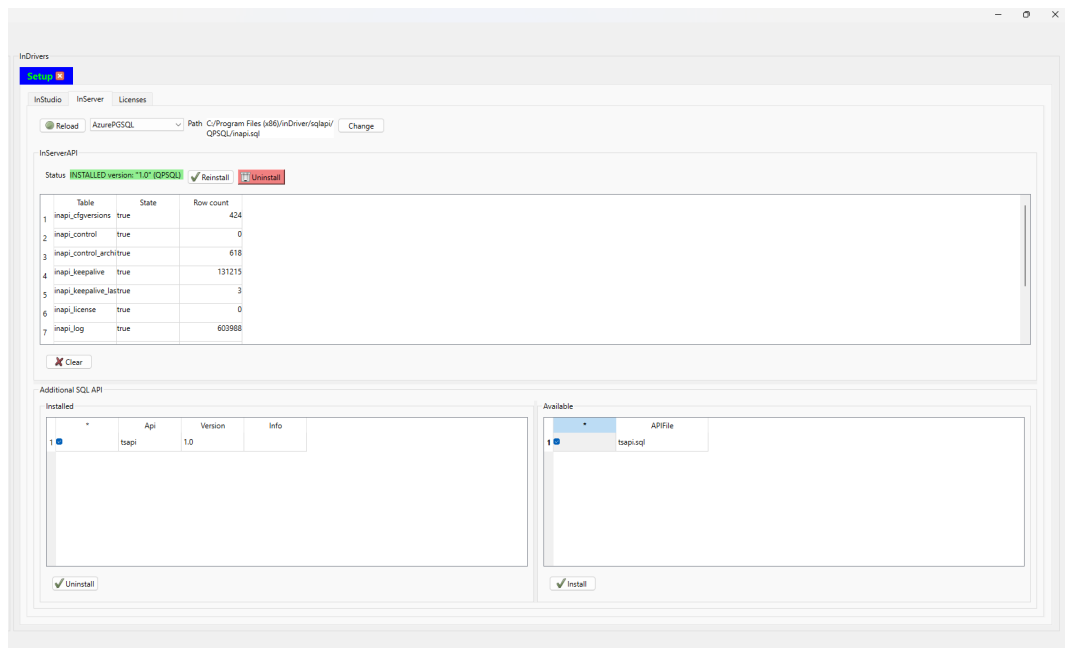 InDrivers
Setup
InStudio InServer Licenses
Reload AzurePGSQL Path C:/Program Files (x86)/inDriver/sqlapi/
QPSQL/inapi.sql Change
InServerAPI
Status INSTALLED version: "1.0" (QPSQL) Reinstall Uninstall
Table State Row count
1 inapi_cfgversions true 424
2 inapi_control true 0
3 inapi_control_archi true 618
4 inapi_keepalive true 131215
5 inapi_keepalive_las true 3
6 inapi_license true 0
7 inapi_log true 603988
Clear
Additional SQL API
Installed
* Api Version Info
1 tsapi 1.0
Uninstall
Available
* APIFile
1 tsapi.sql
Install